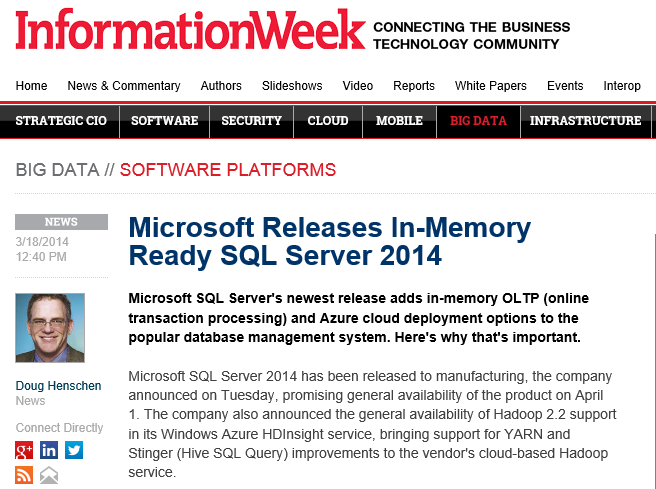 InformationWeek
CONNECTING THE BUSINESS
TECHNOLOGY COMMUNITY
Home News & Commentary Authors Slideshows Video Reports White Papers Events Interop
STRATEGIC CIO SOFTWARE SECURITY CLOUD MOBILE BIG DATA INFRASTRUCTURE
BIG DATA // SOFTWARE PLATFORMS
NEWS
3/18/2014
12:40 PM
Doug Henschen
News
Connect Directly
g+ in
Microsoft Releases In-Memory
Ready SQL Server 2014
Microsoft SQL Server's newest release adds in-memory OLTP (online
transaction processing) and Azure cloud deployment options to the
popular database management system. Here's why that's important.
Microsoft SQL Server 2014 has been released to manufacturing, the company
announced on Tuesday, promising general availability of the product on April
1. The company also announced the general availability of Hadoop 2.2 support
in its Windows Azure HDInsight service, bringing support for YARN and
Stinger (Hive SQL Query) improvements to the vendor's cloud-based Hadoop
service.